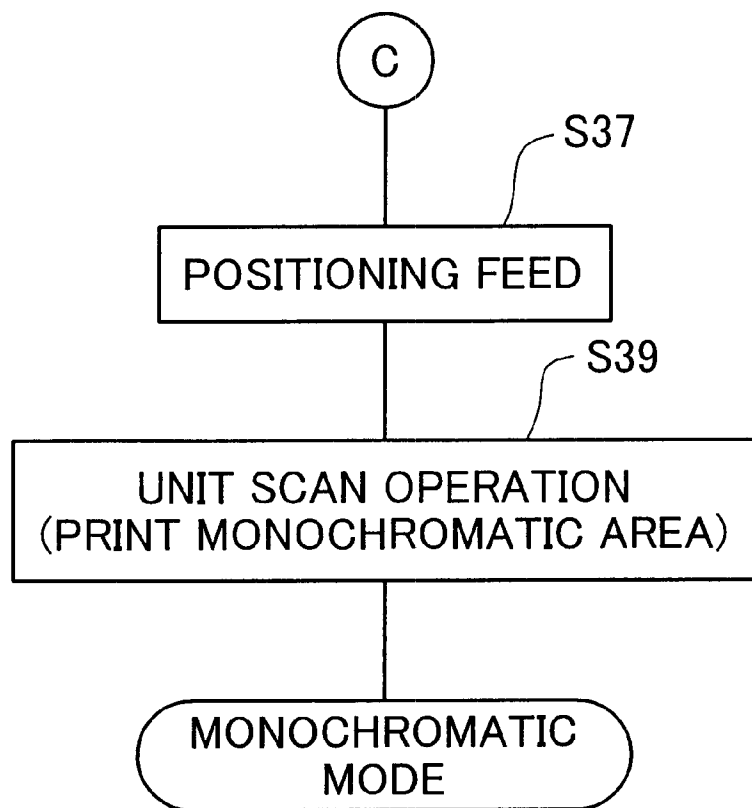 C
S37
POSITIONING FEED
S39
UNIT SCAN OPERATION
(PRINT MONOCHROMATIC AREA)
MONOCHROMATIC
MODE